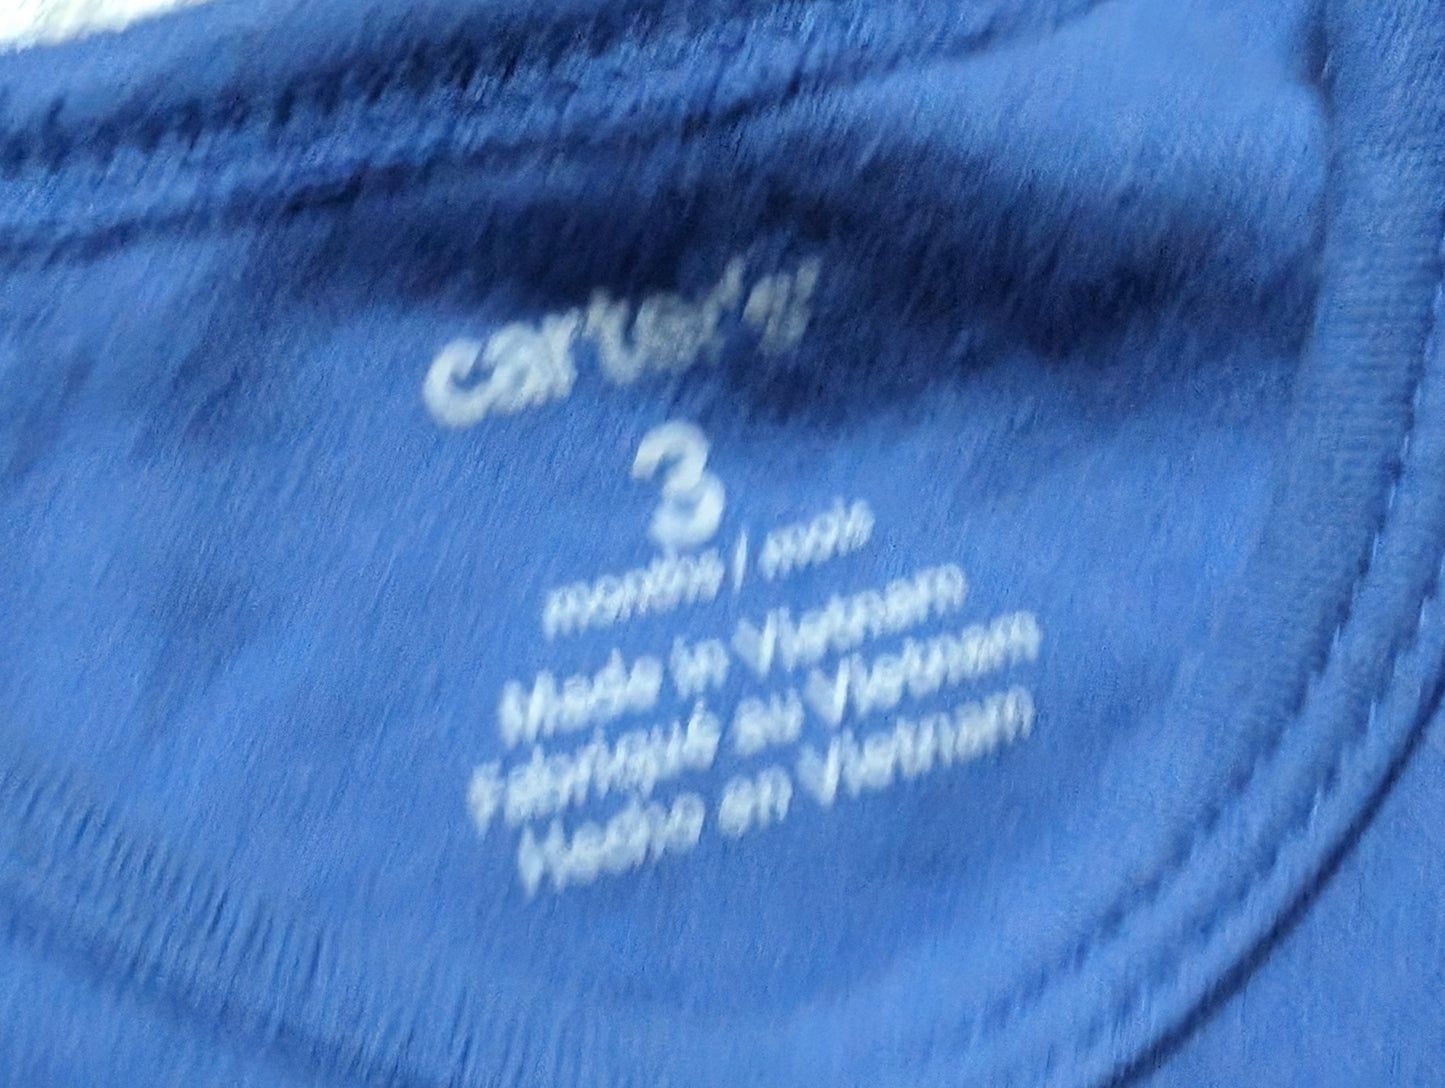 carter's
3
months / mois
Made in Vietnam
Fabriqué au Vietnam
Hecho en Vietnam